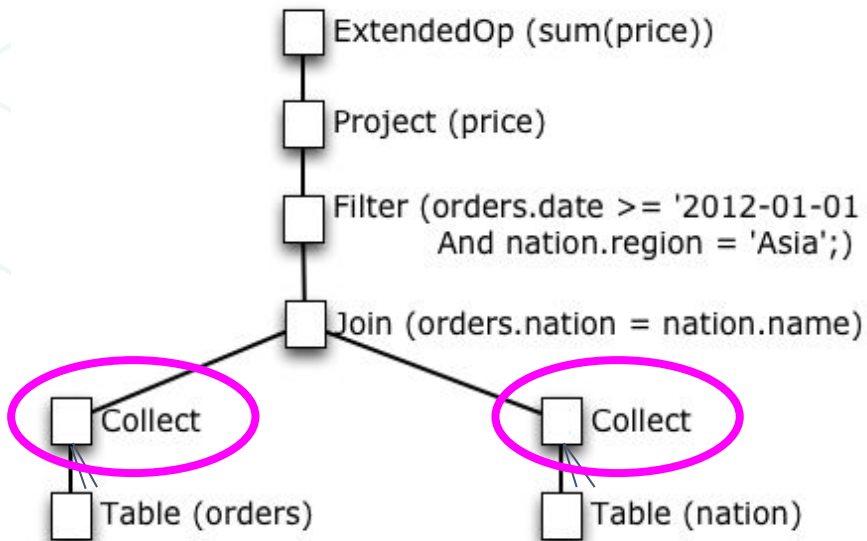 ExtendedOp (sum(price))
Project (price)
Filter (orders.date >= '2012-01-01
And nation.region = 'Asia';)
Join (orders.nation = nation.name)
Collect
Collect
Table (orders)
Table (nation)